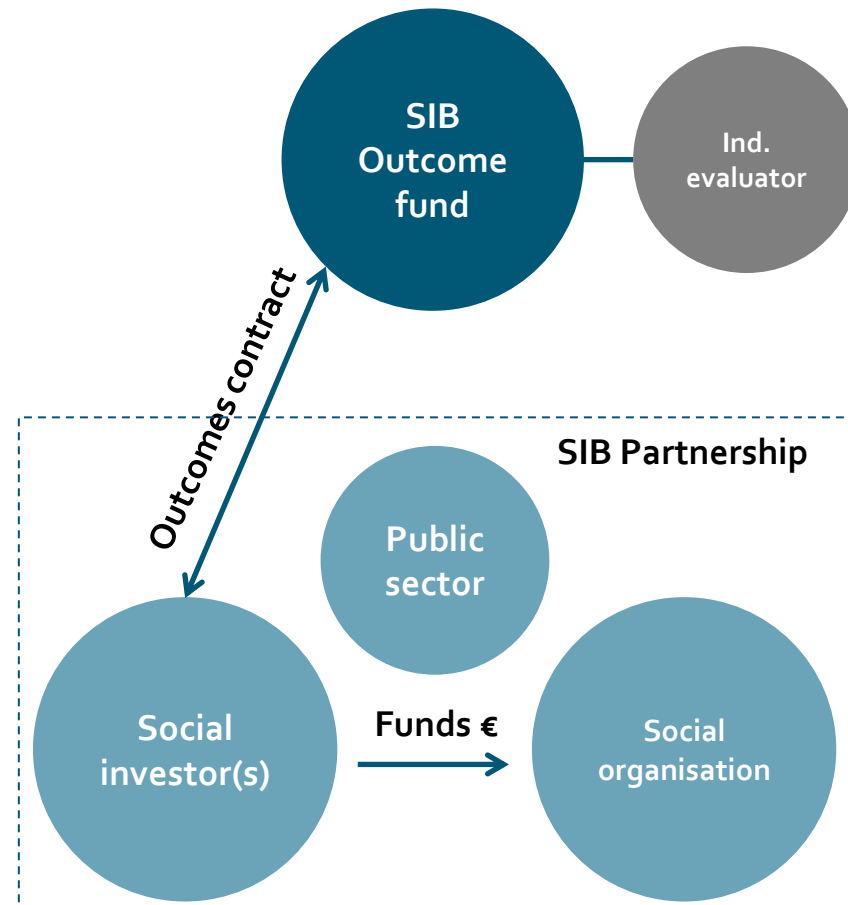 SIB
Outcome
fund
Ind.
evaluator
Outcomes contract
SIB Partnership
Public
sector
Social
investor(s)
Funds €
Social
organisation